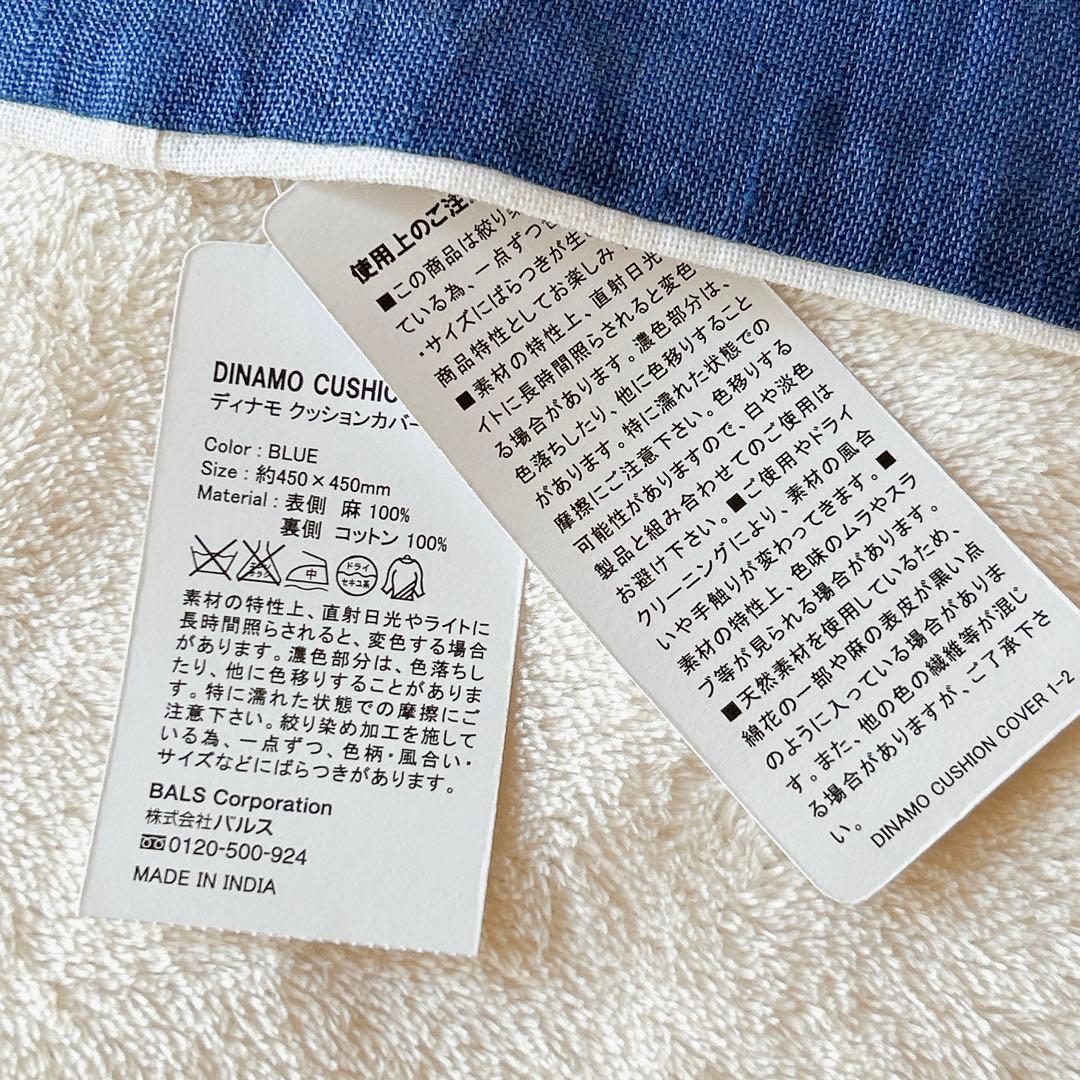 DINAMO CUSHIO
ディナモ クッションカバー
Color : BLUE
Size : 約450×450mm
Material : 表側 麻 100%
裏側 コットン 100%
中
ドライ
セキユ系
素材の特性上、直射日光やライトに
長時間照らされると、変色する場合
があります。濃色部分は、色落ちし
たり、他に色移りすることがありま
す。特に濡れた状態での摩擦にご
注意下さい。絞り染め加工を施して
いる為、一点ずつ、色柄・風合い・
サイズなどにばらつきがあります。
BALS Corporation
株式会社バルス
0120-500-924
MADE IN INDIA
使用上のご注
■この商品は絞り
ている為、一点ずつ
・サイズにばらつきが生
商品特性としてお楽しみ
■素材の特性上、直射日光
イトに長時間照らされると変色
る場合があります。濃色部分は、
色落ちしたり、他に色移りすること
があります。特に濡れた状態での
摩擦にご注意下さい。色移りする
可能性がありますので、白や淡色
製品と組み合わせてのご使用は
お避け下さい。■ご使用やドライ
クリーニングにより、素材の風合
いや手触りが変わってきます。■
素材の特性上、色味のムラやスラ
ブ等が見られる場合があります。
■天然素材を使用しているため、
綿花の一部や麻の表皮が黒い点
のように入っている場合がありま
す。また、他の色の繊維等が混じ
る場合がありますが、ご了承下さ
い。
DINAMO CUSHION COVER 1-2